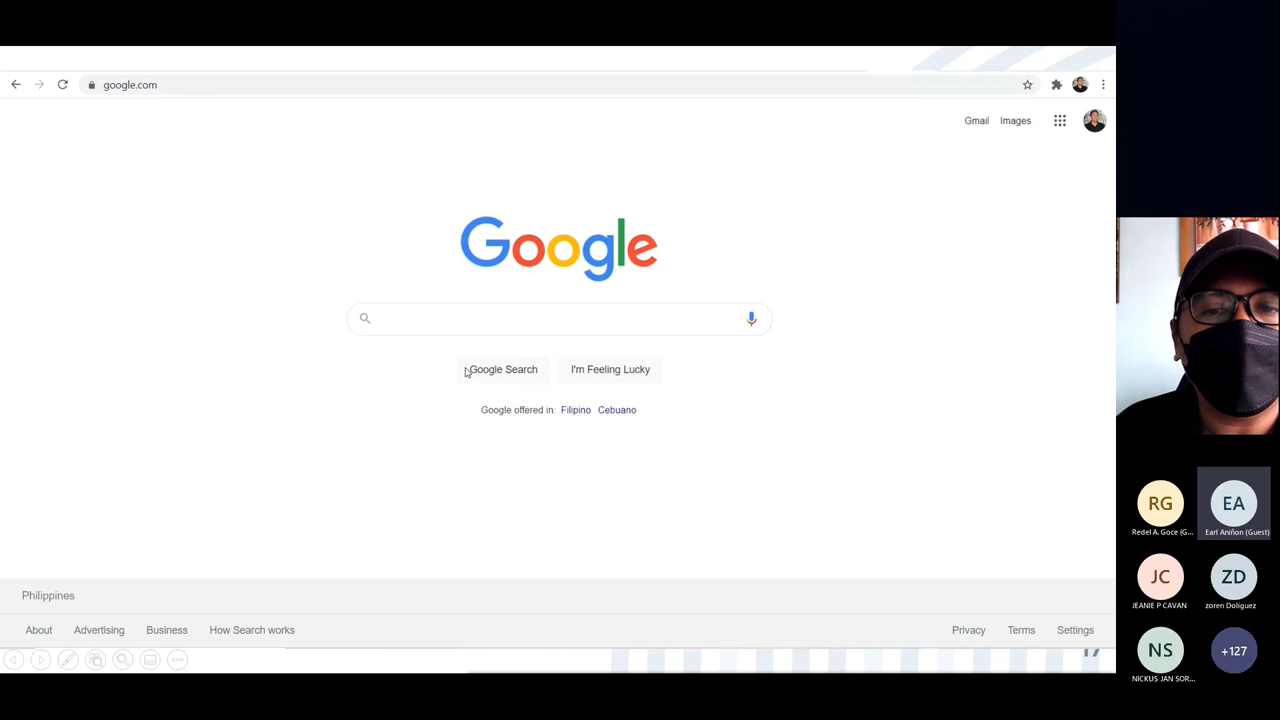 google.com
Gmail Images
Google
Google Search I'm Feeling Lucky
Google offered in: Filipino Cebuano
Philippines
About Advertising Business How Search works
Privacy Terms Settings
17
RG
Redel A. Goce (G...
EA
Earl Aniñon (Guest)
JC
JEANIE P CAVAN
ZD
zoren Doliguez
NS
NICKUS JAN SOR...
+127